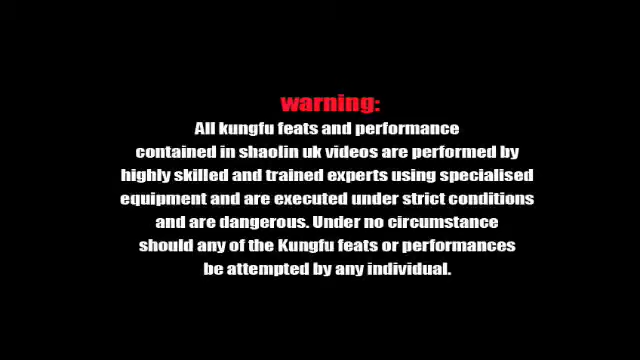 warning:
All kungfu feats and performance
contained in shaolin uk videos are performed by
highly skilled and trained experts using specialised
equipment and are executed under strict conditions
and are dangerous. Under no circumstance
should any of the Kungfu feats or performances
be attempted by any individual.